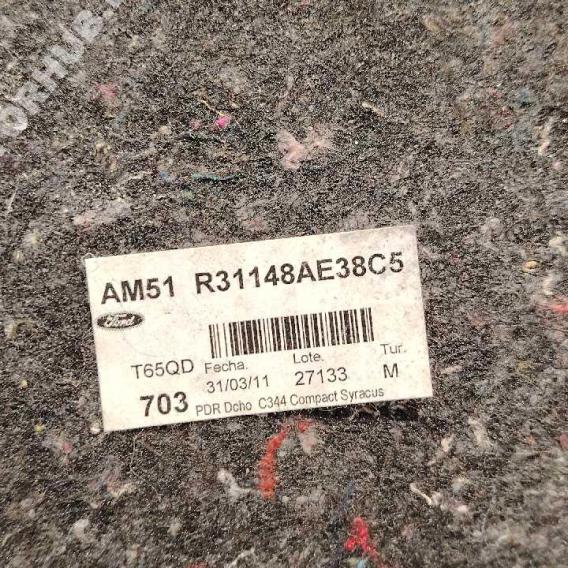 AM51 R31148AE38C5
Ford
T65QD Fecha. Lote. Tur.
31/03/11 27133 M
703 PDR Dcho C344 Compact Syracus